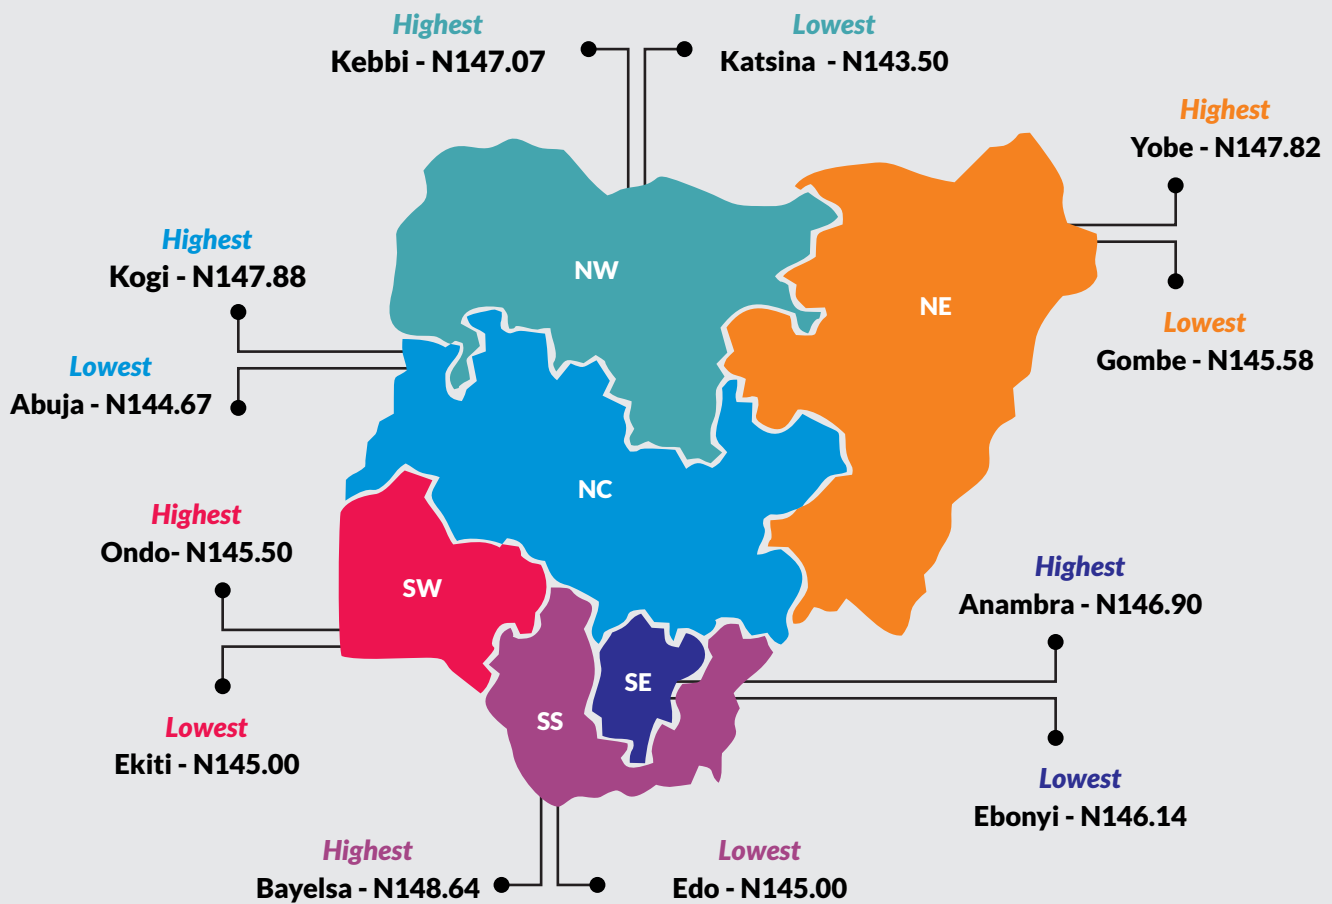 Highest
Kebbi - N147.07
Lowest
Katsina - N143.50
Highest
Yobe - N147.82
Lowest
Gombe - N145.58
Highest
Kogi - N147.88
Lowest
Abuja - N144.67
NW
NE
NC
Highest
Ondo- N145.50
Lowest
Ekiti - N145.00
SW
SS
SE
Highest
Anambra - N146.90
Lowest
Ebonyi - N146.14
Highest
Bayelsa - N148.64
Lowest
Edo - N145.00